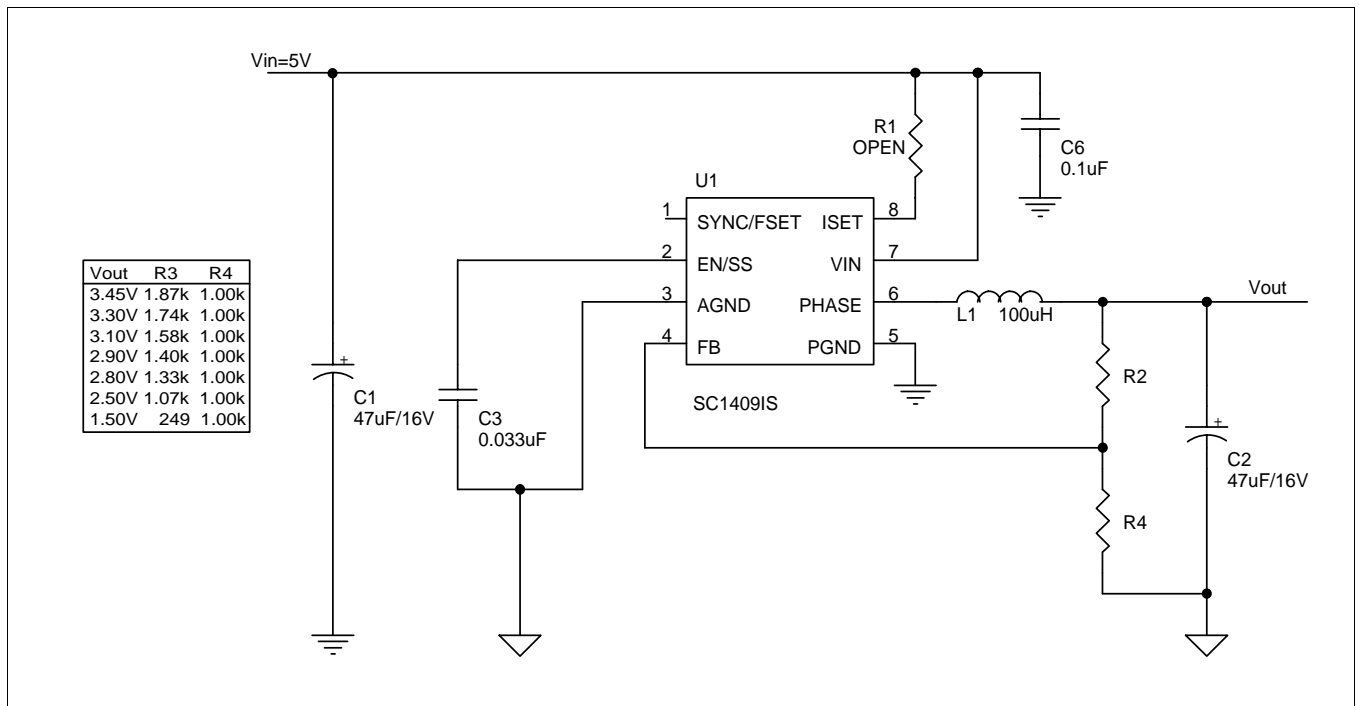 Vin=5V
R1
OPEN
C6
0.1uF
U1
1
SYNC/FSET
ISET
8
2
EN/SS
VIN
7
3
AGND
PHASE
6
4
FB
PGND
5
SC1409IS
L1 100uH
Vout
R2
R4
C2
47uF/16V
Vout R3 R4
3.45V 1.87k 1.00k
3.30V 1.74k 1.00k
3.10V 1.58k 1.00k
2.90V 1.40k 1.00k
2.80V 1.33k 1.00k
2.50V 1.07k 1.00k
1.50V 249 1.00k
+
C1
47uF/16V
C3
0.033uF
+